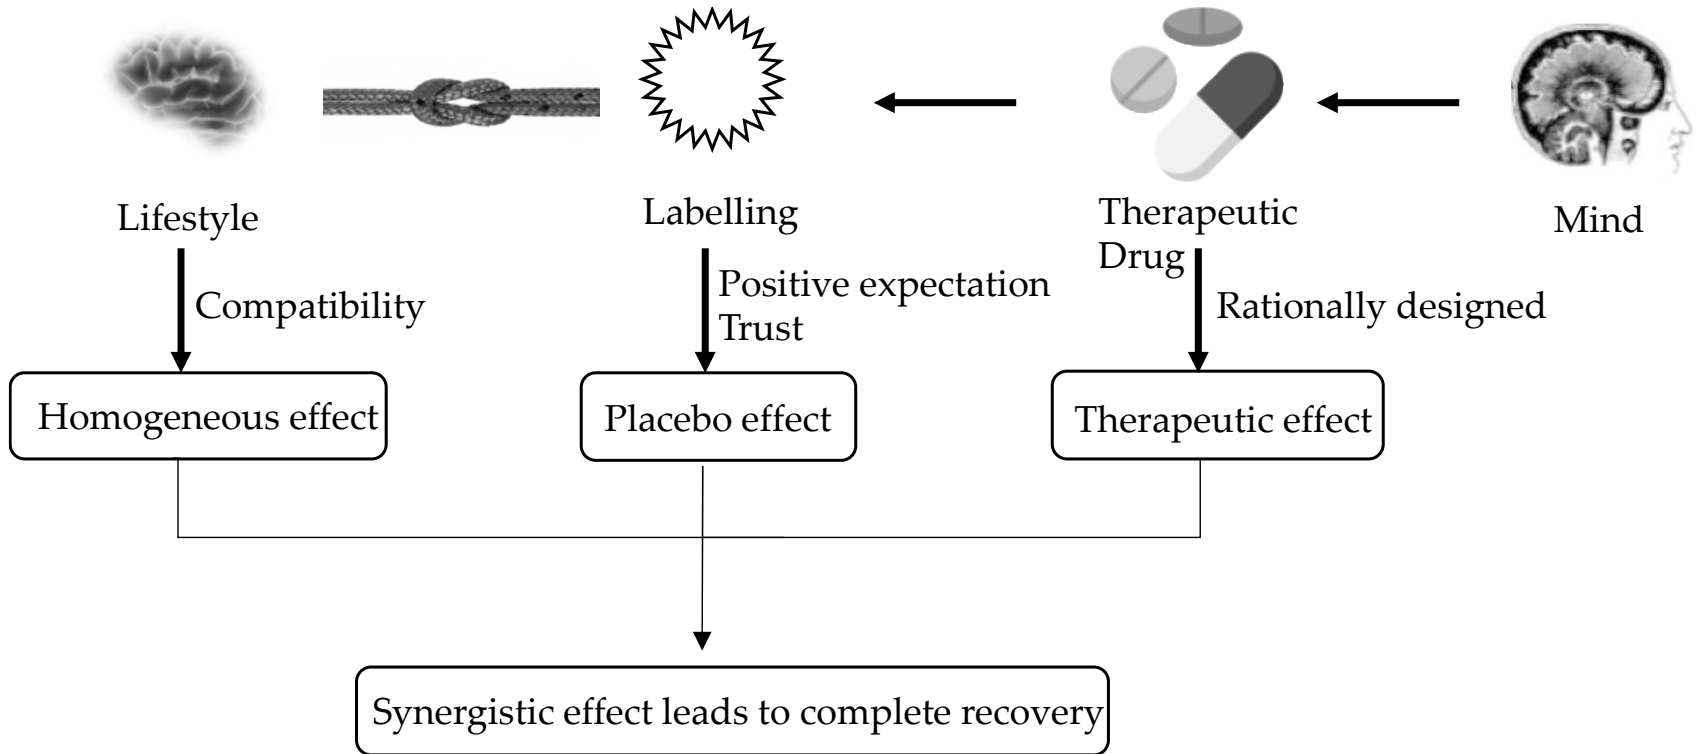 Lifestyle
Labelling
Therapeutic
Drug
Mind
Compatibility
Positive expectation
Trust
Rationally designed
Homogeneous effect
Placebo effect
Therapeutic effect
Synergistic effect leads to complete recovery